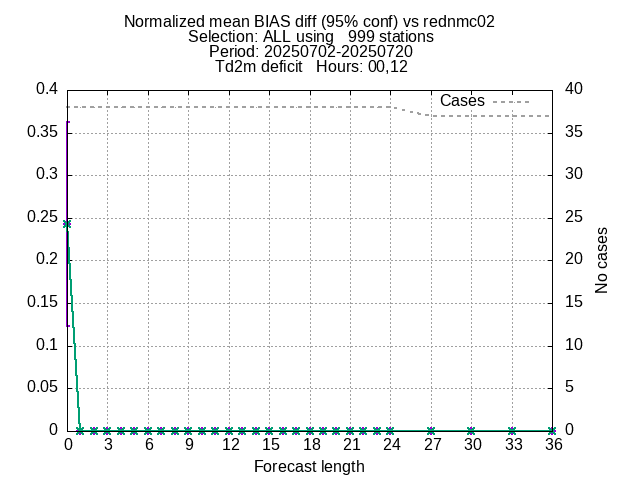 Normalized mean BIAS diff (95% conf) vs rednmc02
Selection: ALL using   999 stations
Period: 20250702-20250720
Td2m deficit   Hours: 00,12
0.4
0.35
0.3
0.25
0.2
0.15
0.1
0.05
0
40
35
30
25
20
15
10
5
0
Cases
No cases
0 3 6 9 12 15 18 21 24 27 30 33 36
Forecast length